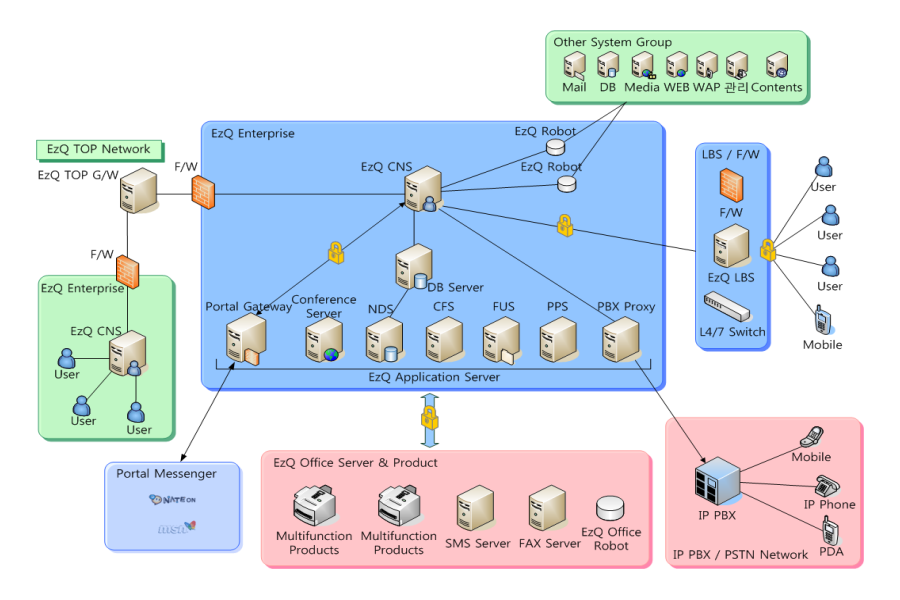 Other System Group
Mail DB Media WEB WAP 관리 Contents
EzQ Enterprise
EzQ Robot
EzQ Robot
EzQ CNS
EzQ TOP Network
EzQ TOP G/W
F/W
F/W
LBS / F/W
F/W
EzQ LBS
L4/7 Switch
User
User
User
Mobile
DB Server
Portal Gateway
Conference
Server
NDS
CFS
FUS
PPS
PBX Proxy
EzQ Application Server
EzQ Enterprise
EzQ CNS
User
User
User
Portal Messenger
NATE ON
msn
EzQ Office Server & Product
Multifunction
Products
Multifunction
Products
SMS Server
FAX Server
EzQ Office
Robot
IP PBX
Mobile
IP Phone
PDA
IP PBX / PSTN Network